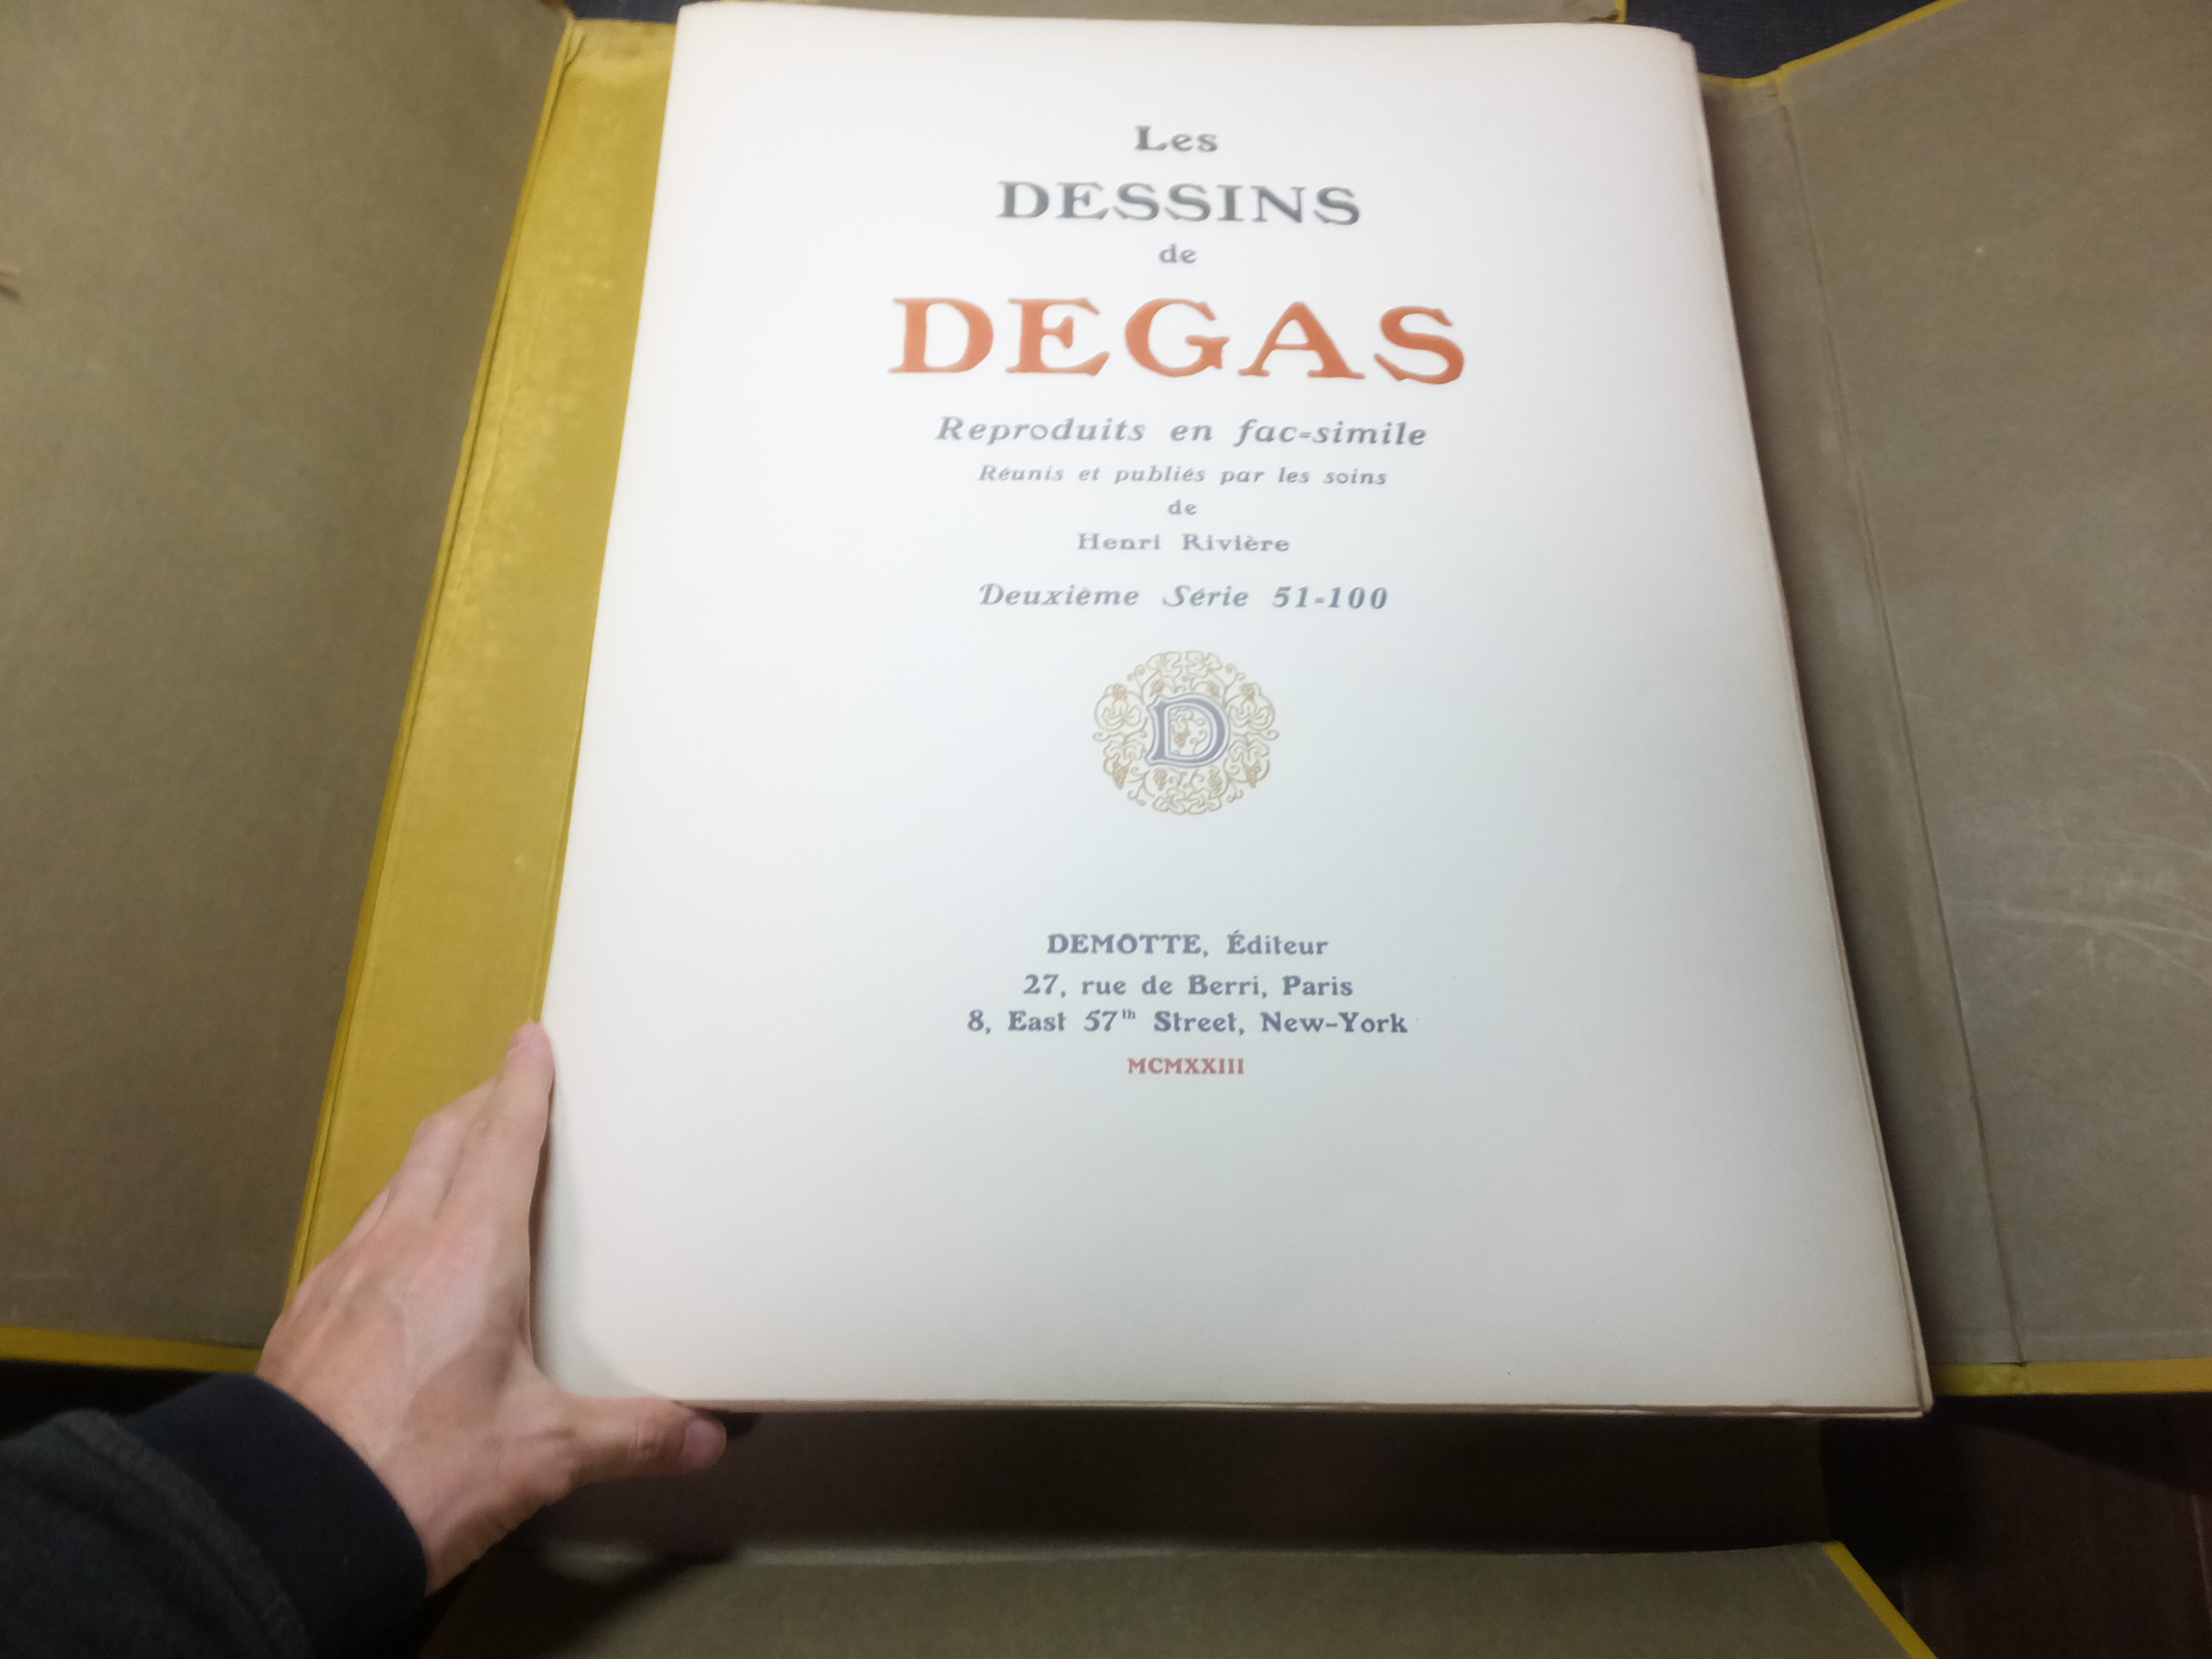 Les
DESSINS
de
DEGAS
Reproduits en fac-simile
Réunis et publiés par les soins
de
Henri Rivière
Deuxième Série 51-100
D
DEMOTTE, Éditeur
27, rue de Berri, Paris
8, East 57th Street, New-York
MCMXXIII